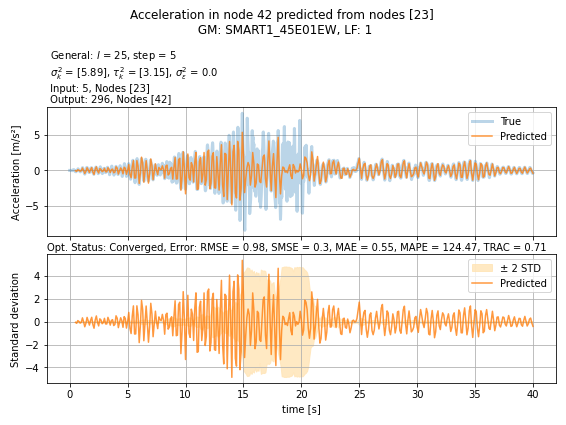 Acceleration in node 42 predicted from nodes [23]
GM: SMART1_45E01EW, LF: 1
General: l = 25, step = 5
σ²ₖ = [5.89], τ²ₖ = [3.15], σ²ε = 0.0
Input: 5, Nodes [23]
Output: 296, Nodes [42]
True
Predicted
Acceleration [m/s²]
5
0
−5
Opt. Status: Converged, Error: RMSE = 0.98, SMSE = 0.3, MAE = 0.55, MAPE = 124.47, TRAC = 0.71
± 2 STD
Predicted
Standard deviation
4
2
0
−2
−4
0 5 10 15 20 25 30 35 40
time [s]